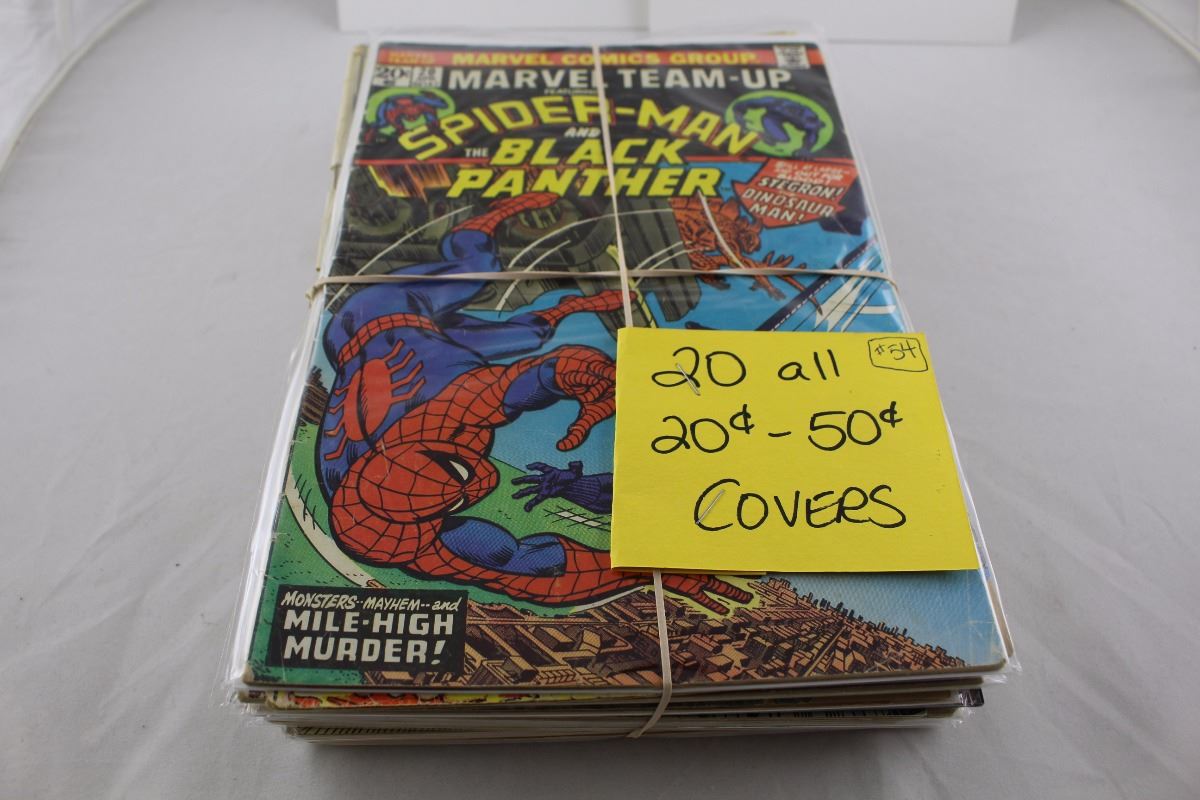 MARVEL COMICS GROUP
20¢
MARVEL TEAM-UP
SPIDER-MAN
AND
THE BLACK
PANTHER
STEGRON!
DINOSAUR
MAN!
20 all $54
20¢ - 50¢
COVERS
MONSTERS--MAYHEM--and
MILE-HIGH
MURDER!